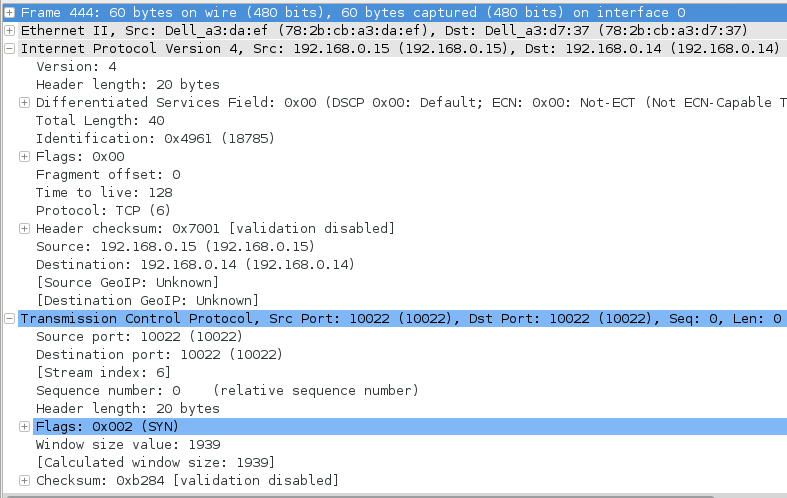 Frame 444: 60 bytes on wire (480 bits), 60 bytes captured (480 bits) on interface 0
Ethernet II, Src: Dell_a3:da:ef (78:2b:cb:a3:da:ef), Dst: Dell_a3:d7:37 (78:2b:cb:a3:d7:37)
Internet Protocol Version 4, Src: 192.168.0.15 (192.168.0.15), Dst: 192.168.0.14 (192.168.0.14)
Version: 4
Header length: 20 bytes
Differentiated Services Field: 0x00 (DSCP 0x00: Default; ECN: 0x00: Not-ECT (Not ECN-Capable T
Total Length: 40
Identification: 0x4961 (18785)
Flags: 0x00
Fragment offset: 0
Time to live: 128
Protocol: TCP (6)
Header checksum: 0x7001 [validation disabled]
Source: 192.168.0.15 (192.168.0.15)
Destination: 192.168.0.14 (192.168.0.14)
[Source GeoIP: Unknown]
[Destination GeoIP: Unknown]
Transmission Control Protocol, Src Port: 10022 (10022), Dst Port: 10022 (10022), Seq: 0, Len: 0
Source port: 10022 (10022)
Destination port: 10022 (10022)
[Stream index: 6]
Sequence number: 0    (relative sequence number)
Header length: 20 bytes
Flags: 0x002 (SYN)
Window size value: 1939
[Calculated window size: 1939]
Checksum: 0xb284 [validation disabled]